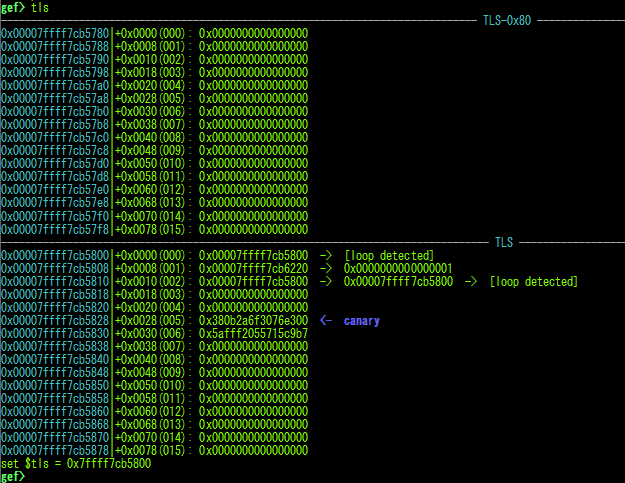 gef> tls
TLS-0x80
0x00007ffff7cb5780|+0x0000(000): 0x0000000000000000
0x00007ffff7cb5788|+0x0008(001): 0x0000000000000000
0x00007ffff7cb5790|+0x0010(002): 0x0000000000000000
0x00007ffff7cb5798|+0x0018(003): 0x0000000000000000
0x00007ffff7cb57a0|+0x0020(004): 0x0000000000000000
0x00007ffff7cb57a8|+0x0028(005): 0x0000000000000000
0x00007ffff7cb57b0|+0x0030(006): 0x0000000000000000
0x00007ffff7cb57b8|+0x0038(007): 0x0000000000000000
0x00007ffff7cb57c0|+0x0040(008): 0x0000000000000000
0x00007ffff7cb57c8|+0x0048(009): 0x0000000000000000
0x00007ffff7cb57d0|+0x0050(010): 0x0000000000000000
0x00007ffff7cb57d8|+0x0058(011): 0x0000000000000000
0x00007ffff7cb57e0|+0x0060(012): 0x0000000000000000
0x00007ffff7cb57e8|+0x0068(013): 0x0000000000000000
0x00007ffff7cb57f0|+0x0070(014): 0x0000000000000000
0x00007ffff7cb57f8|+0x0078(015): 0x0000000000000000
TLS
0x00007ffff7cb5800|+0x0000(000): 0x00007ffff7cb5800 -> [loop detected]
0x00007ffff7cb5808|+0x0008(001): 0x00007ffff7cb6220 -> 0x0000000000000001
0x00007ffff7cb5810|+0x0010(002): 0x00007ffff7cb5800 -> 0x00007ffff7cb5800 -> [loop detected]
0x00007ffff7cb5818|+0x0018(003): 0x0000000000000000
0x00007ffff7cb5820|+0x0020(004): 0x0000000000000000
0x00007ffff7cb5828|+0x0028(005): 0x380b2a6f3076e300 <- canary
0x00007ffff7cb5830|+0x0030(006): 0x5afff2055715c9b7
0x00007ffff7cb5838|+0x0038(007): 0x0000000000000000
0x00007ffff7cb5840|+0x0040(008): 0x0000000000000000
0x00007ffff7cb5848|+0x0048(009): 0x0000000000000000
0x00007ffff7cb5850|+0x0050(010): 0x0000000000000000
0x00007ffff7cb5858|+0x0058(011): 0x0000000000000000
0x00007ffff7cb5860|+0x0060(012): 0x0000000000000000
0x00007ffff7cb5868|+0x0068(013): 0x0000000000000000
0x00007ffff7cb5870|+0x0070(014): 0x0000000000000000
0x00007ffff7cb5878|+0x0078(015): 0x0000000000000000
set $tls = 0x7ffff7cb5800
gef>